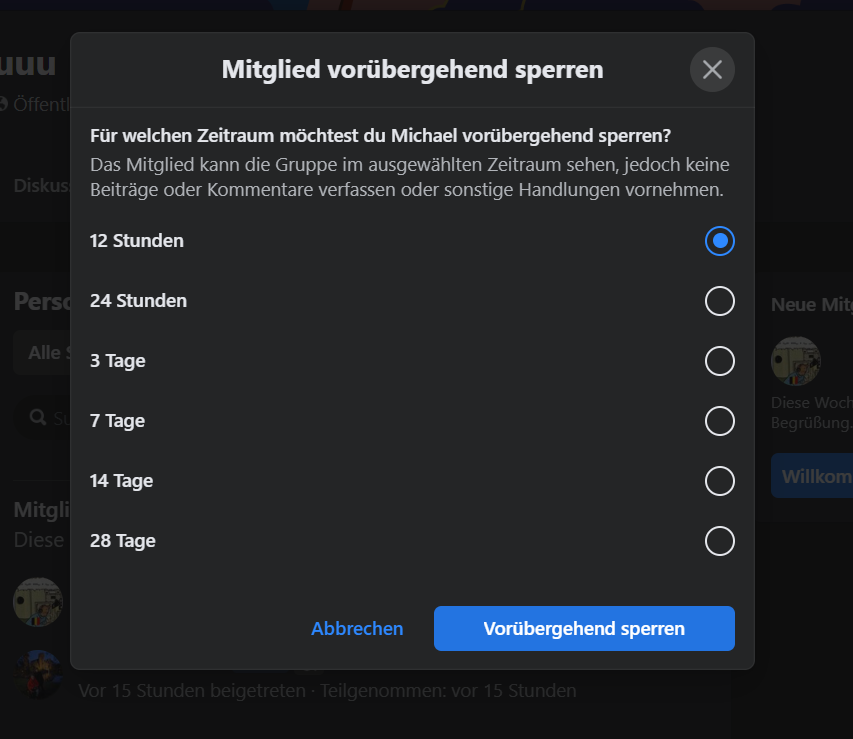 uuu
Mitglied vorübergehend sperren
Öffentl
Für welchen Zeitraum möchtest du Michael vorübergehend sperren?
Das Mitglied kann die Gruppe im ausgewählten Zeitraum sehen, jedoch keine
Beiträge oder Kommentare verfassen oder sonstige Handlungen vornehmen.
Diskus
12 Stunden
24 Stunden
Perso
Neue Mitg
Alle S
3 Tage
Diese Woch
Begrüßung.
7 Tage
Su
14 Tage
Willkom
Mitgli
Diese
28 Tage
Abbrechen
Vorübergehend sperren
Vor 15 Stunden beigetreten · Teilgenommen: vor 15 Stunden